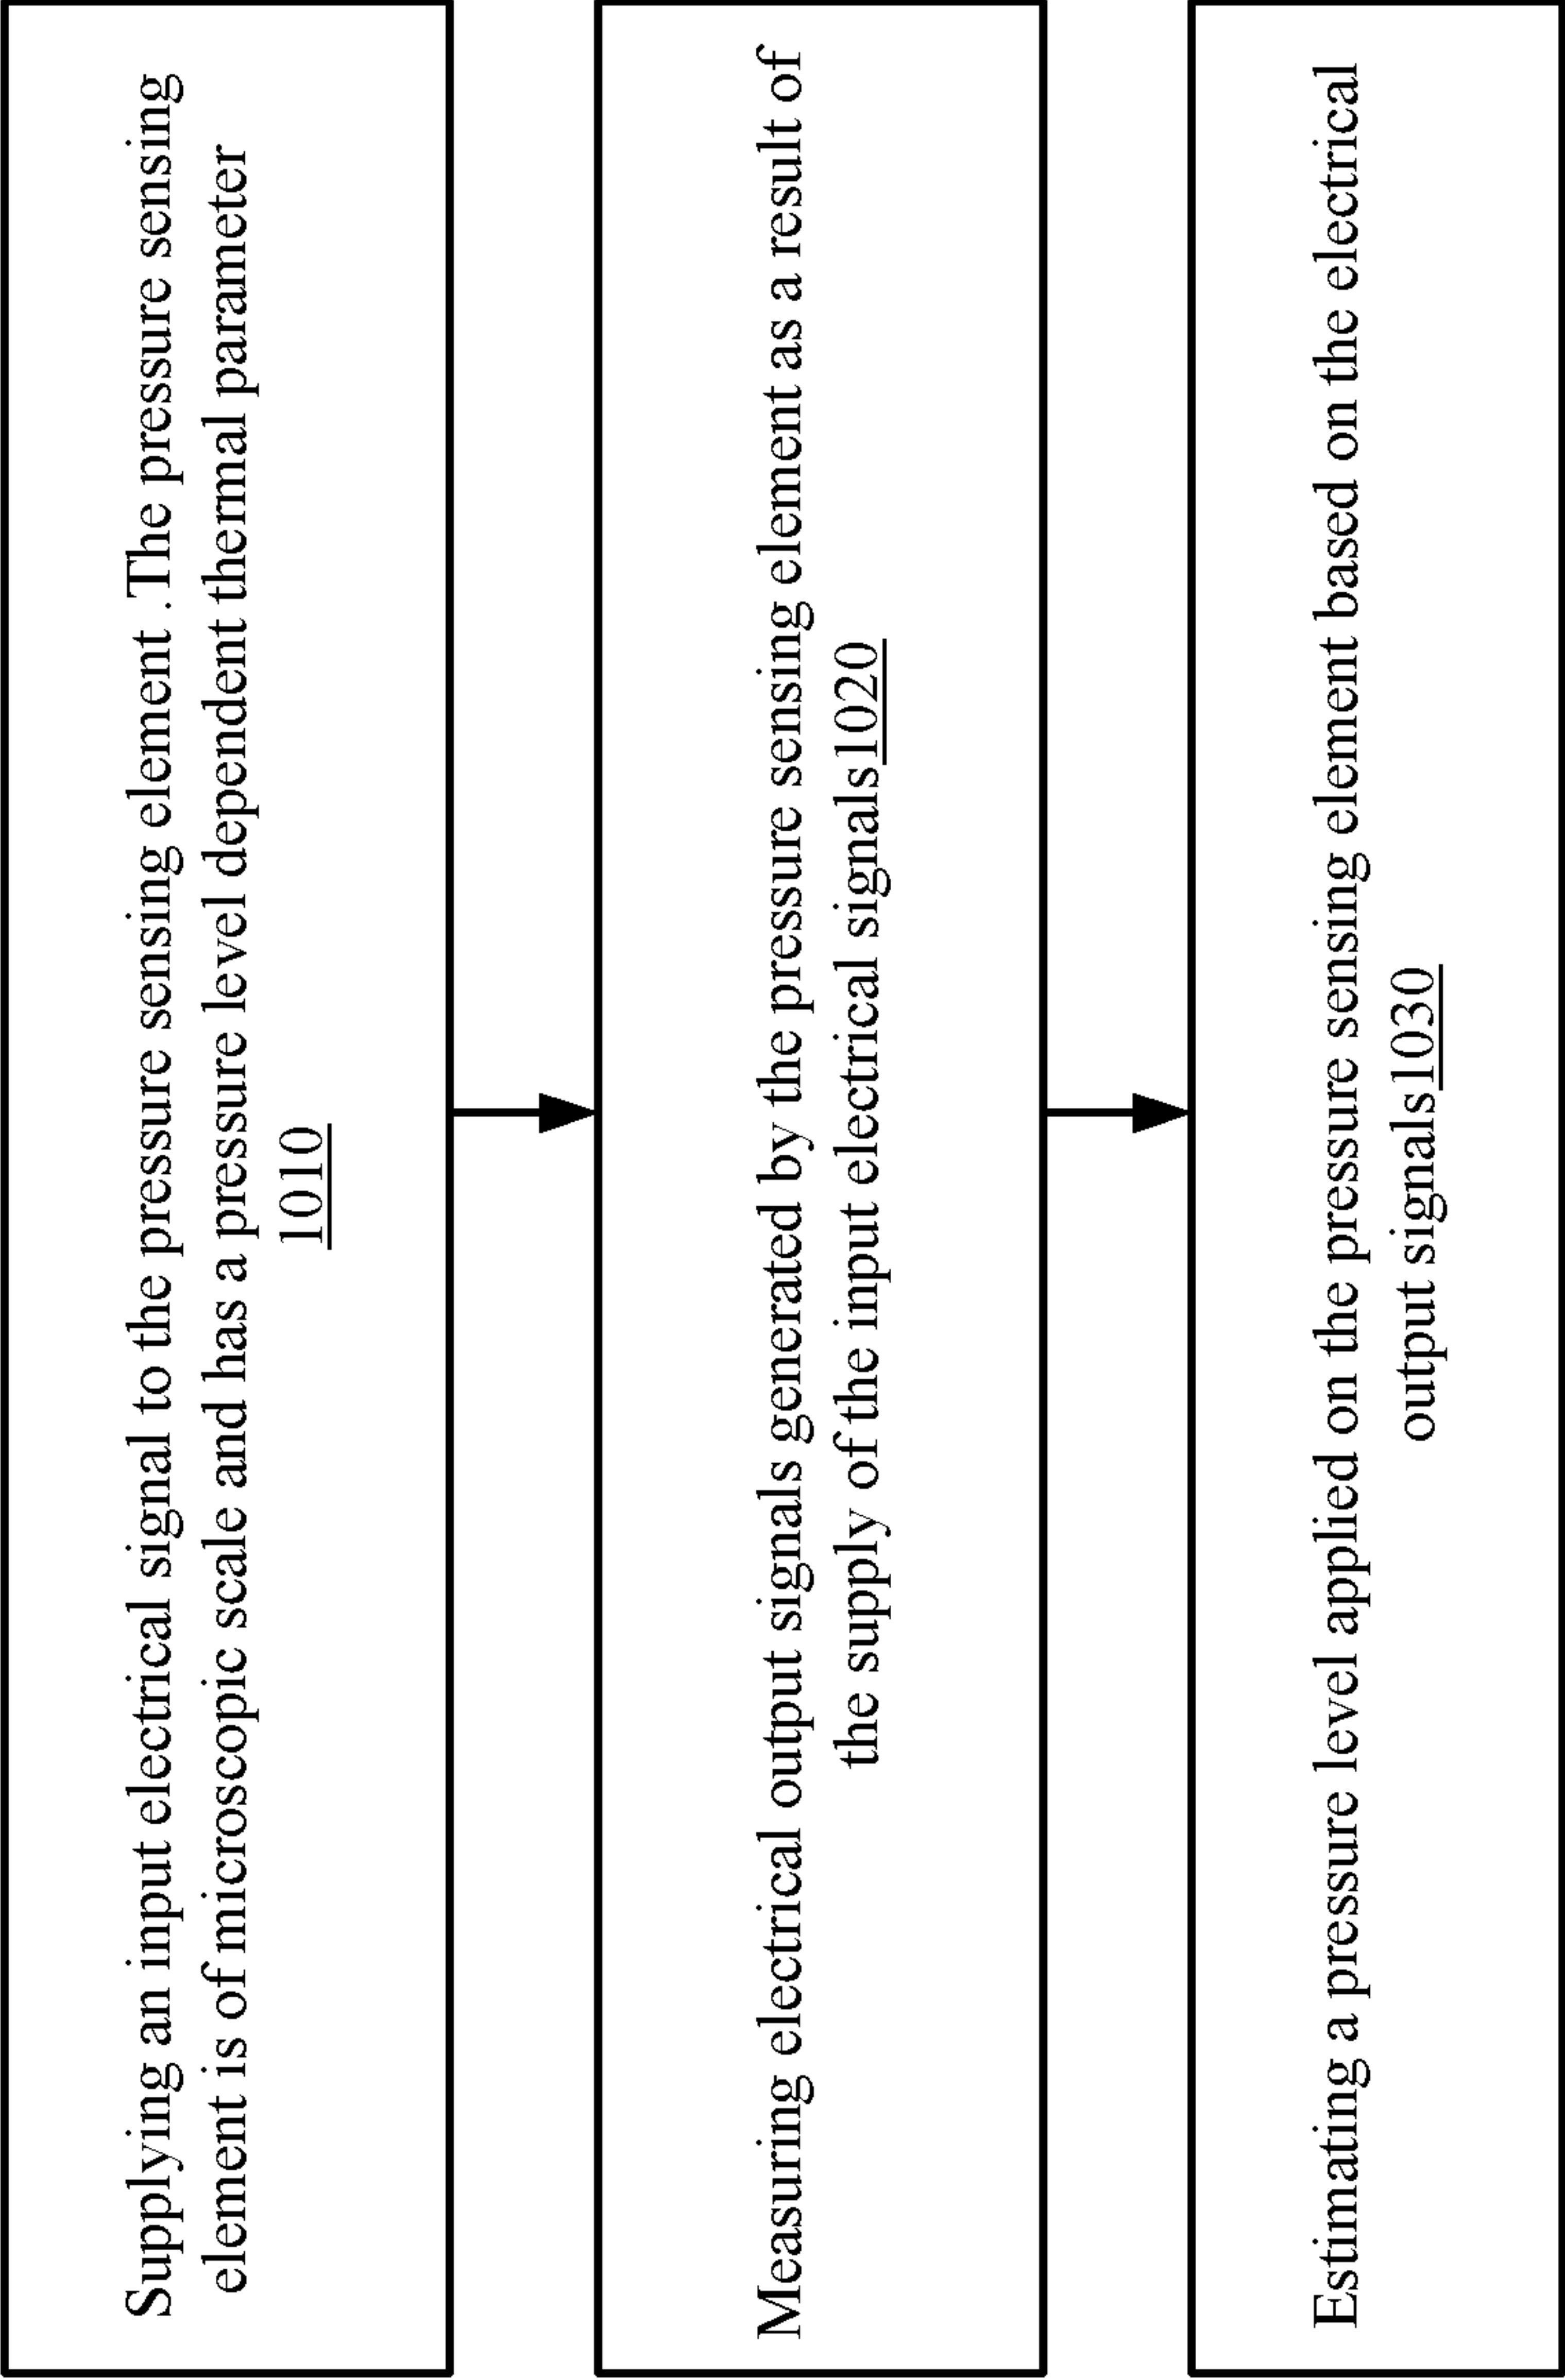 Supplying an input electrical signal to the pressure sensing element .The pressure sensing
element is of microscopic scale and has a pressure level dependent thermal parameter
1010
Measuring electrical output signals generated by the pressure sensing element as a result of
the supply of the input electrical signals1020
Estimating a pressure level applied on the pressure sensing element based on the electrical
output signals1030